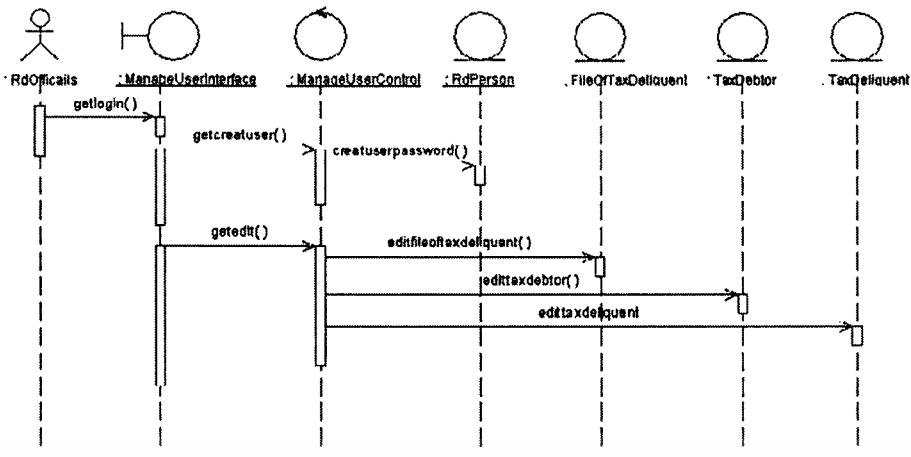 : RdOfficails
: ManageUserInterface
: ManageUserControl
: RdPerson
: FileOfTaxDeliquent
: TaxDebtor
: TaxDeliquent
getlogin( )
getcreatuser( )
creatuserpassword( )
getedit( )
editfileoftaxdeliquent( )
edittaxdebtor( )
edittaxdeliquent